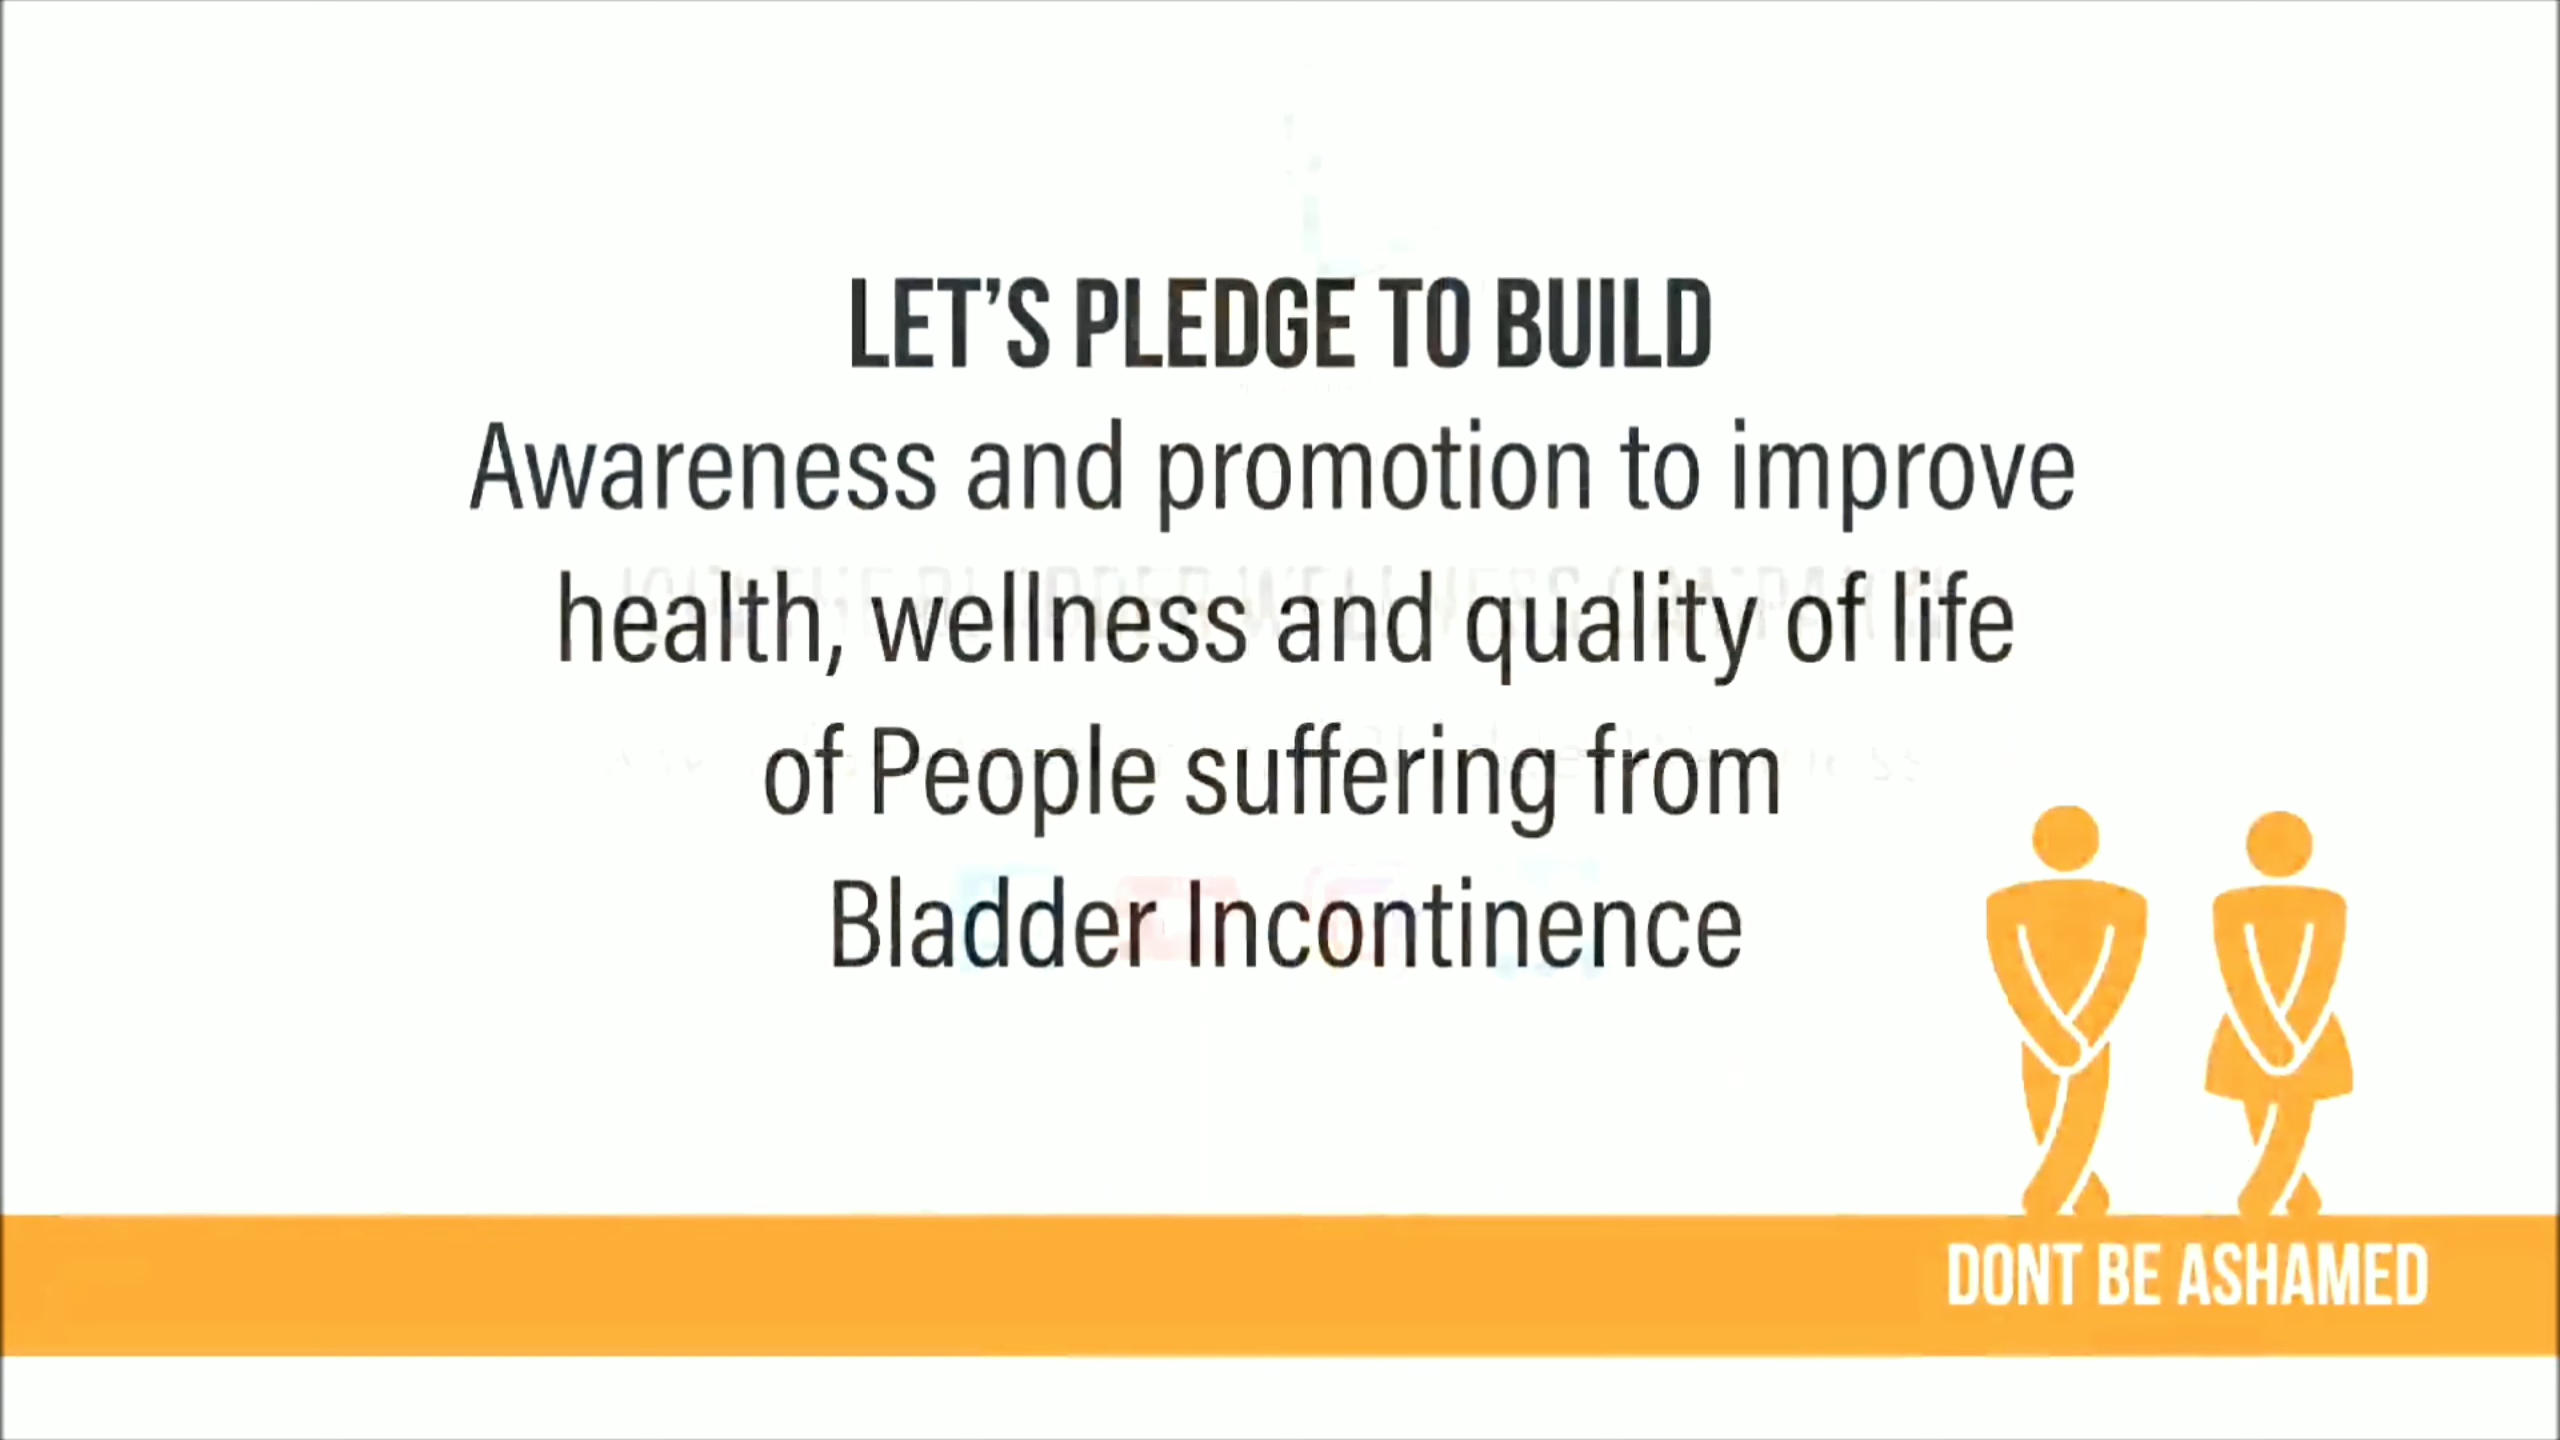 LET'S PLEDGE TO BUILD
Awareness and promotion to improve
health, wellness and quality of life
of People suffering from
Bladder Incontinence
DONT BE ASHAMED